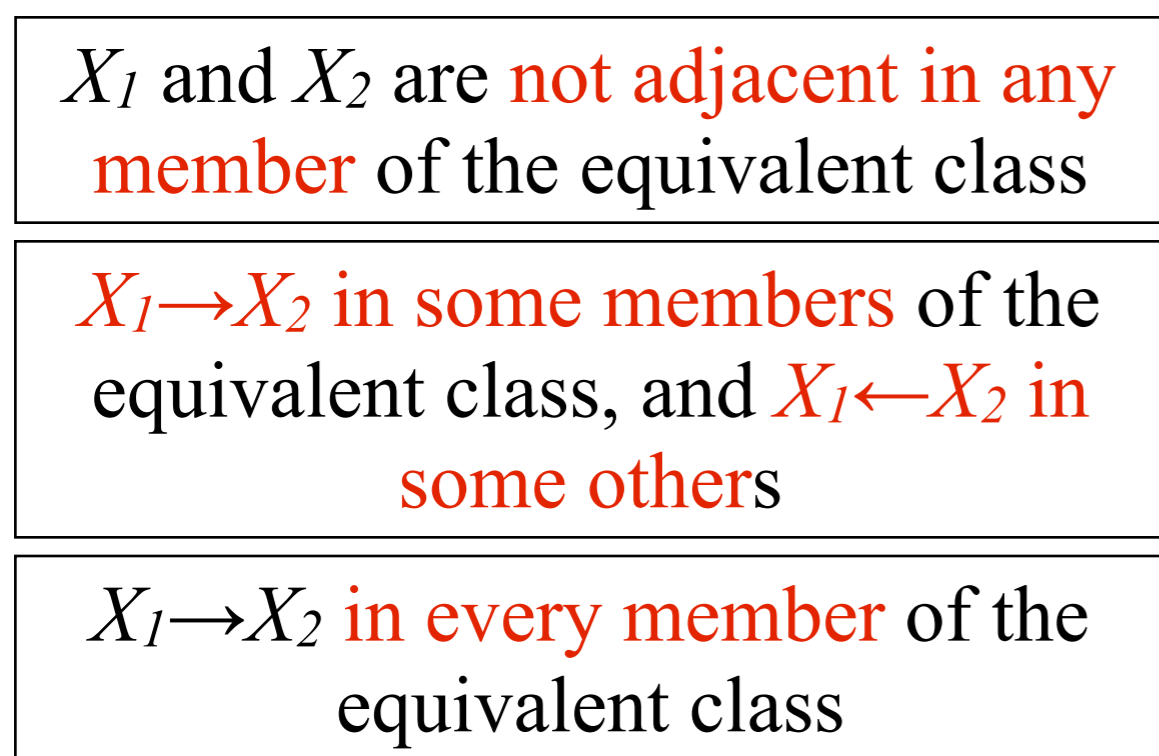 X₁ and X₂ are not adjacent in any
member of the equivalent class
X₁→X₂ in some members of the
equivalent class, and X₁←X₂ in
some others
X₁→X₂ in every member of the
equivalent class